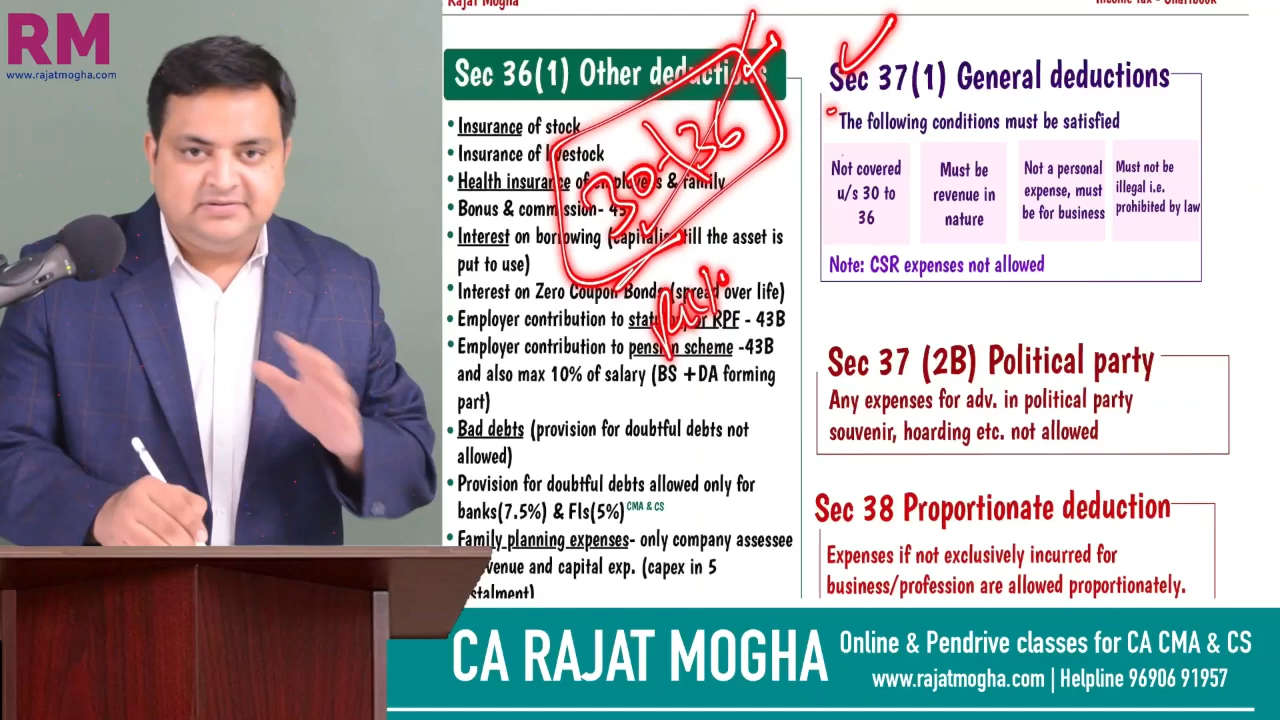 Rajat Mogha
Income Tax - Chartbook
RM
www.rajatmogha.com
Sec 36(1) Other deductions
• Insurance of stock
• Insurance of livestock
• Health insurance of employees & family
• Bonus & commission- 43
• Interest on borrowing (capitalise till the asset is
put to use)
• Interest on Zero Coupon Bonds (spread over life)
• Employer contribution to or RPF - 43B
• Employer contribution to pension scheme -43B
and also max 10% of salary (BS +DA forming
part)
• Bad debts (provision for doubtful debts not
allowed)
• Provision for doubtful debts allowed only for
banks(7.5%) & FIs(5%) CMA & CS
• Family planning expenses- only company assessee
and capital exp. (capex in 5
30 36
Sec 37(1) General deductions
The following conditions must be satisfied
Not covered
u/s 30 to
36
Must be
revenue in
nature
Not a personal
expense, must
be for business
Must not be
illegal i.e.
prohibited by law
Note: CSR expenses not allowed
Sec 37 (2B) Political party
Any expenses for adv. in political party
souvenir, hoarding etc. not allowed
Sec 38 Proportionate deduction
Expenses if not exclusively incurred for
business/profession are allowed proportionately.
CA RAJAT MOGHA
Online & Pendrive classes for CA CMA & CS
www.rajatmogha.com | Helpline 96906 91957